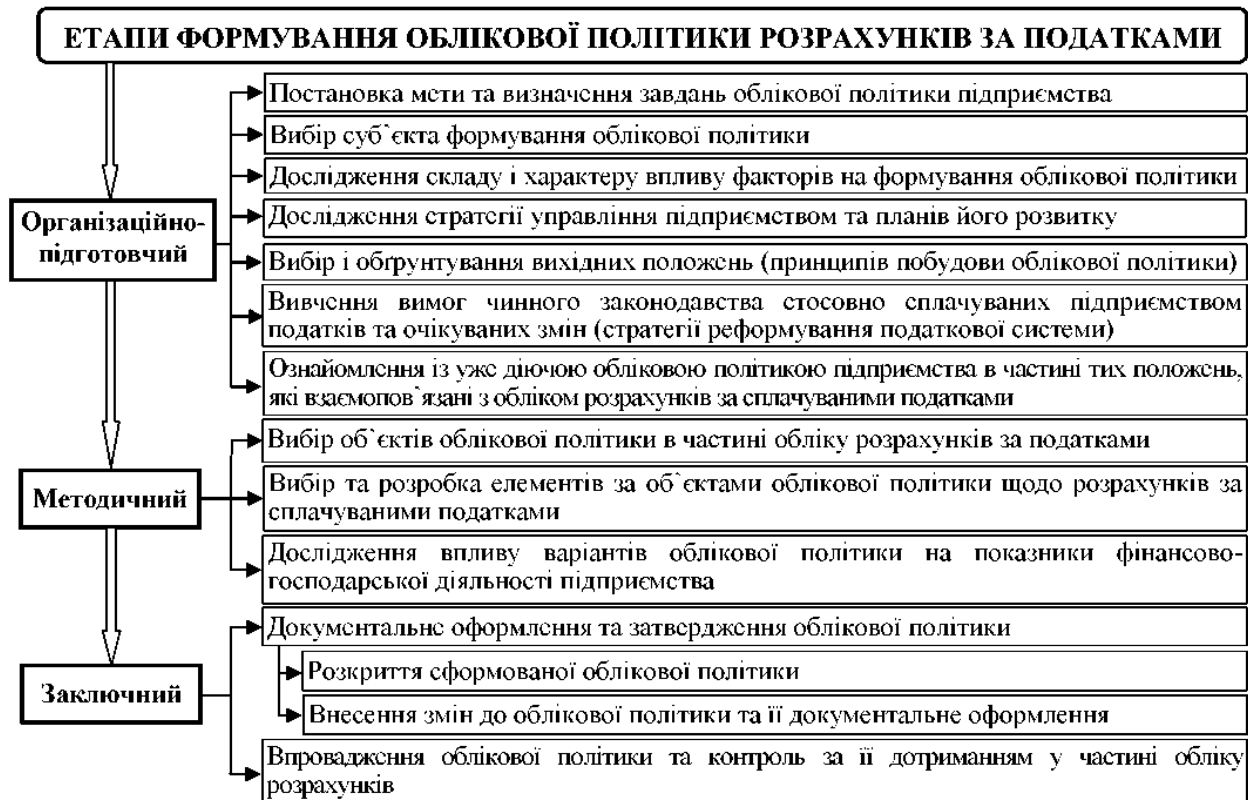 ЕТАПИ ФОРМУВАННЯ ОБЛІКОВОЇ ПОЛІТИКИ РОЗРАХУНКІВ ЗА ПОДАТКАМИ
Організаційно-
підготовчий
Постановка мети та визначення завдань облікової політики підприємства
Вибір суб`єкта формування облікової політики
Дослідження складу і характеру впливу факторів на формування облікової політики
Дослідження стратегії управління підприємством та планів його розвитку
Вибір і обґрунтування вихідних положень (принципів побудови облікової політики)
Вивчення вимог чинного законодавства стосовно сплачуваних підприємством
податків та очікуваних змін (стратегії реформування податкової системи)
Ознайомлення із уже діючою обліковою політикою підприємства в частині тих положень,
які взаємопов`язані з обліком розрахунків за сплачуваними податками
Методичний
Вибір об`єктів облікової політики в частині обліку розрахунків за податками
Вибір та розробка елементів за об`єктами облікової політики щодо розрахунків за
сплачуваними податками
Дослідження впливу варіантів облікової політики на показники фінансово-
господарської діяльності підприємства
Заключний
Документальне оформлення та затвердження облікової політики
Розкриття сформованої облікової політики
Внесення змін до облікової політики та її документальне оформлення
Впровадження облікової політики та контроль за її дотриманням у частині обліку
розрахунків